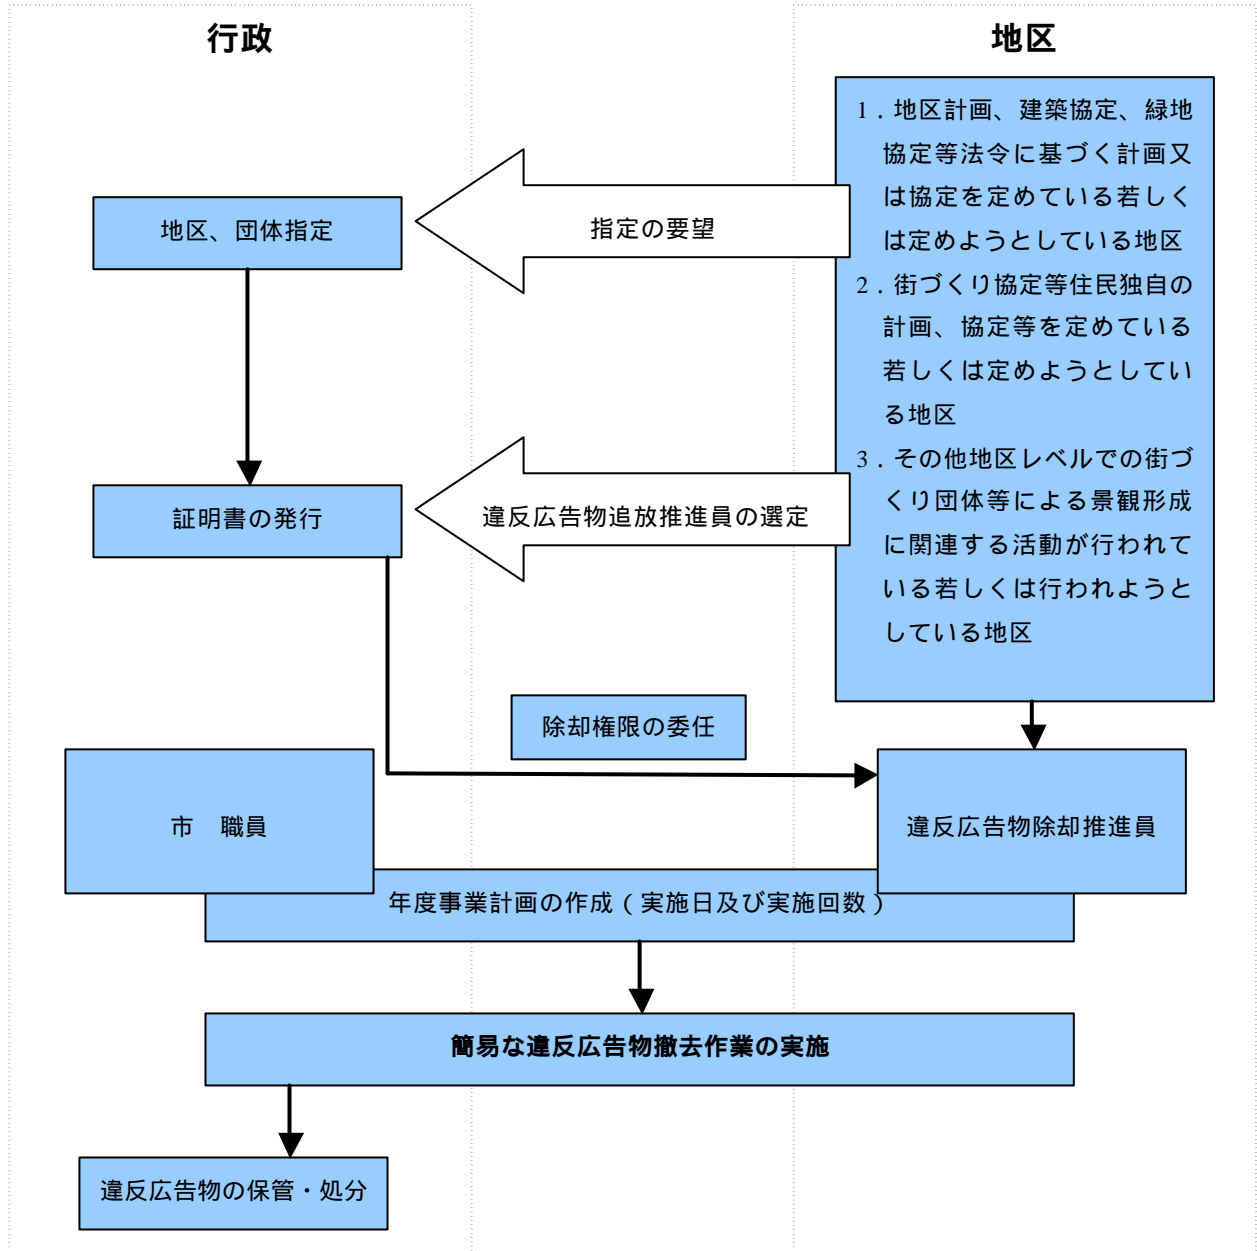 行政
地区
1．地区計画、建築協定、緑地
協定等法令に基づく計画又
は協定を定めている若しく
は定めようとしている地区
2．街づくり協定等住民独自の
計画、協定等を定めている
若しくは定めようとしてい
る地区
3．その他地区レベルでの街づ
くり団体等による景観形成
に関連する活動が行われて
いる若しくは行われようと
している地区
指定の要望
地区、団体指定
違反広告物追放推進員の選定
証明書の発行
除却権限の委任
市　職員
違反広告物除却推進員
年度事業計画の作成（実施日及び実施回数）
簡易な違反広告物撤去作業の実施
違反広告物の保管・処分